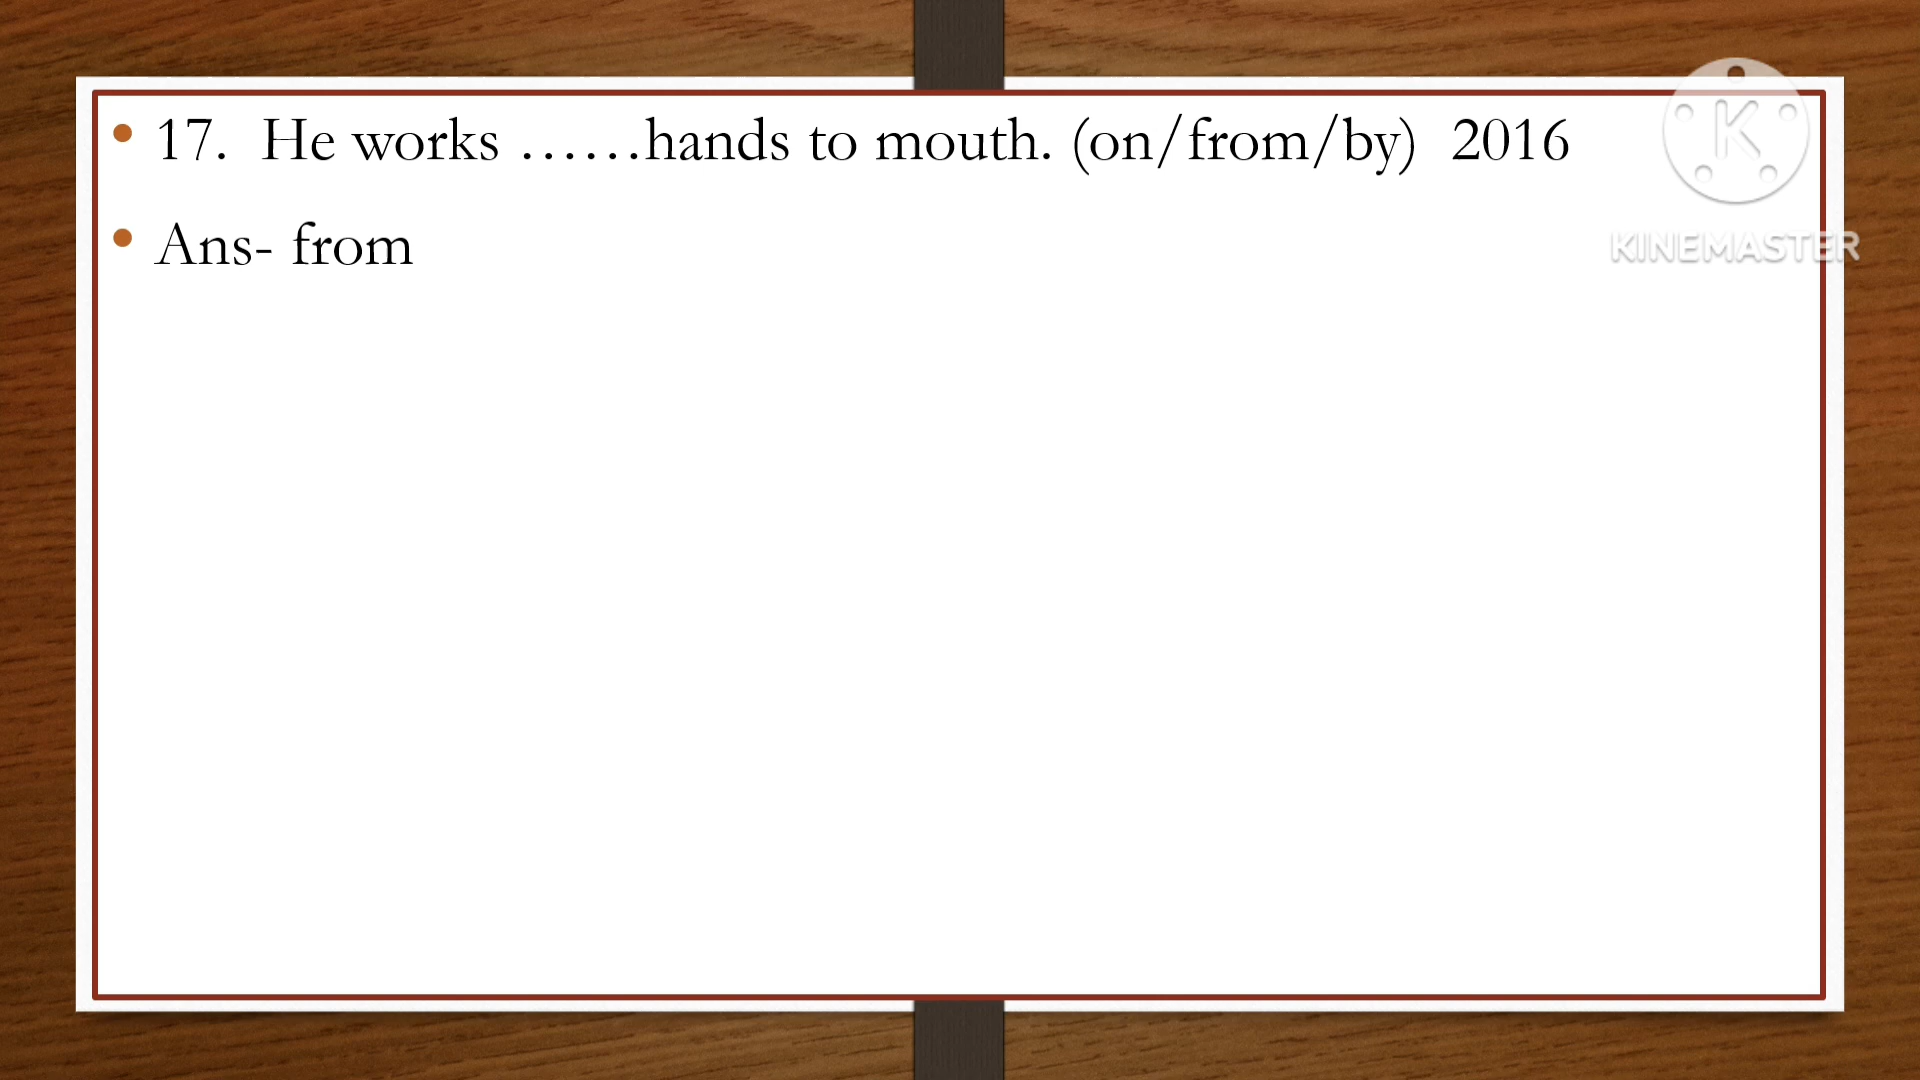 • 17.  He works ……hands to mouth. (on/from/by)  2016
• Ans- from
K
KINEMASTER